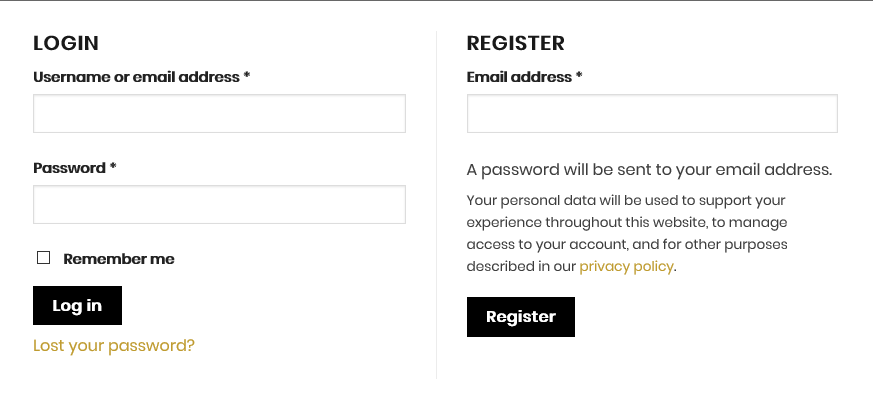 LOGIN
Username or email address *
Password *
Remember me
Log in
Lost your password?
REGISTER
Email address *
A password will be sent to your email address.
Your personal data will be used to support your
experience throughout this website, to manage
access to your account, and for other purposes
described in our privacy policy.
Register